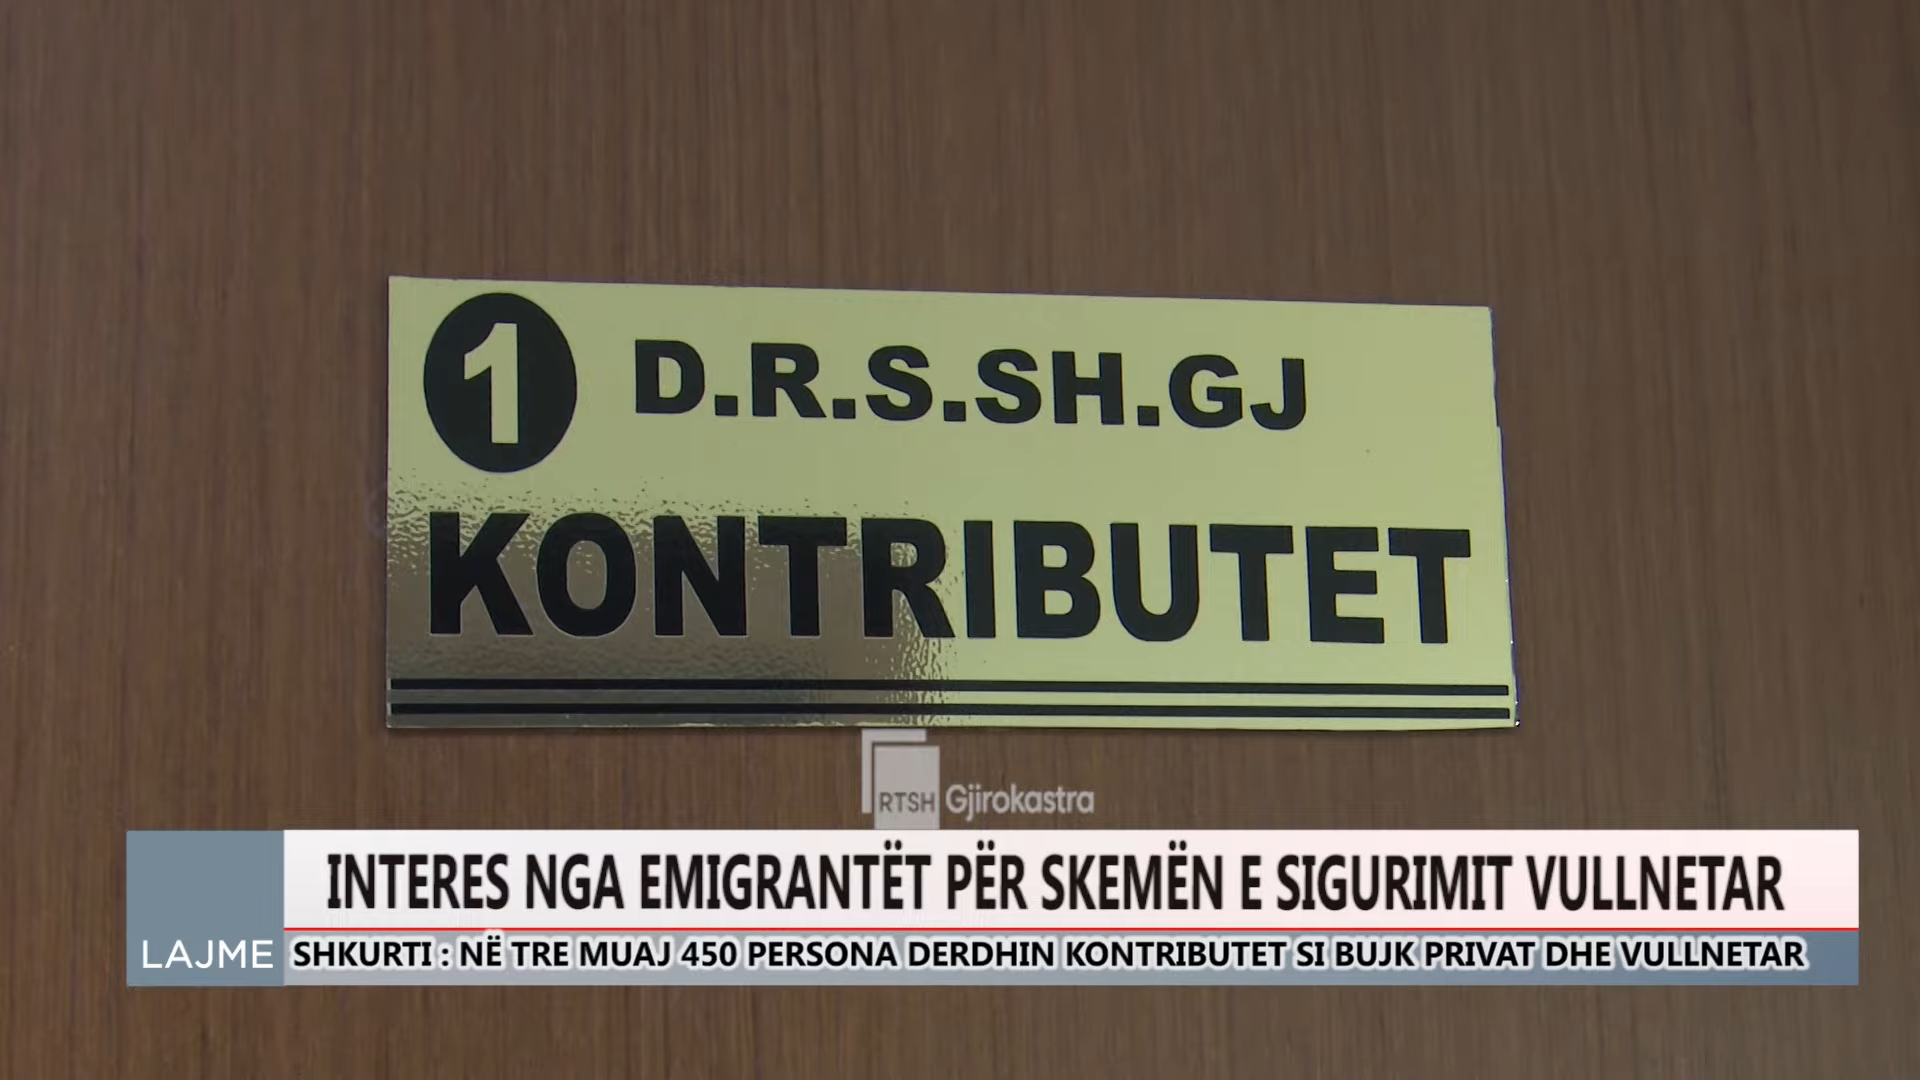 1 D.R.S.SH.GJ
KONTRIBUTET
RTSH Gjirokastra
INTERES NGA EMIGRANTËT PËR SKEMËN E SIGURIMIT VULLNETAR
LAJME
SHKURTI : NË TRE MUAJ 450 PERSONA DERDHIN KONTRIBUTET SI BUJK PRIVAT DHE VULLNETAR